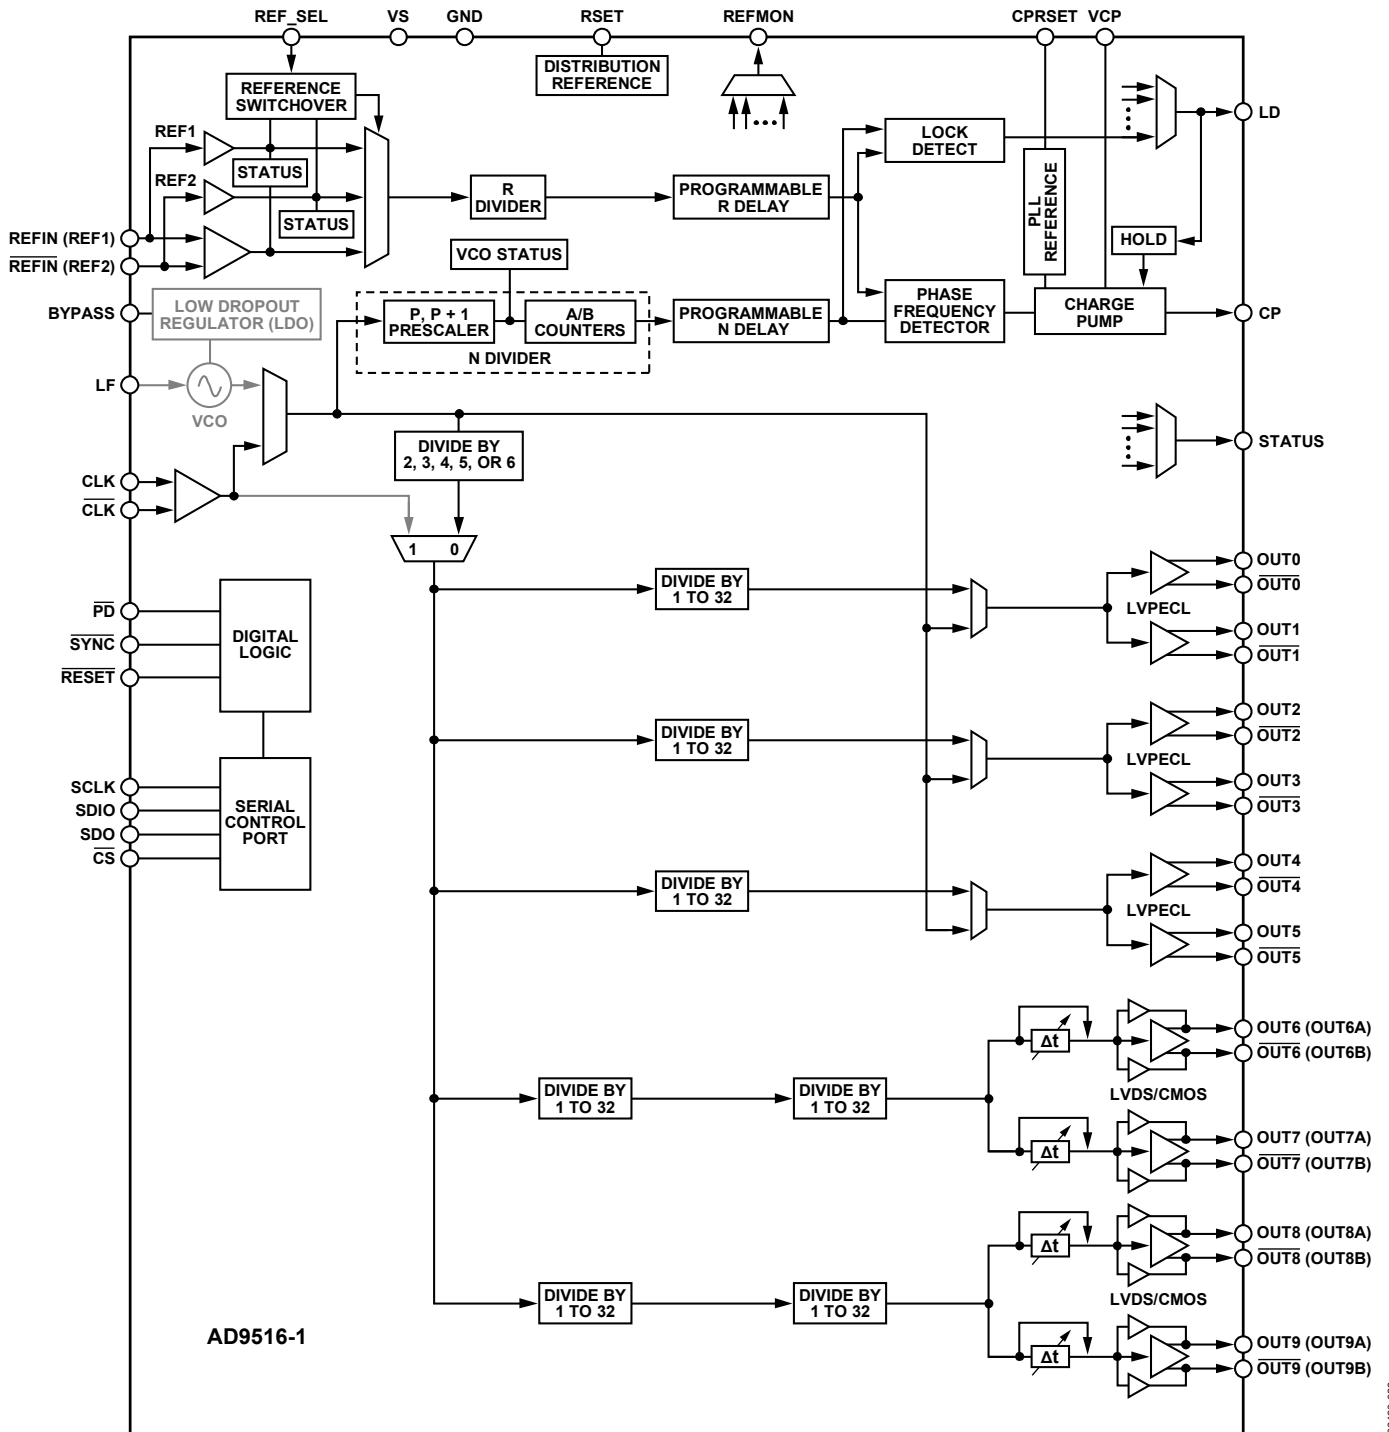 REF_SEL
VS
GND
RSET
REFMON
CPRSET
VCP
DISTRIBUTION
REFERENCE
REFERENCE
SWITCHOVER
REF1
STATUS
REF2
STATUS
REFIN (REF1)
REFIN (REF2)
BYPASS
LOW DROPOUT
REGULATOR (LDO)
LF
VCO
CLK
CLK
R
DIVIDER
VCO STATUS
P, P + 1
PRESCALER
A/B
COUNTERS
N DIVIDER
PROGRAMMABLE
R DELAY
PROGRAMMABLE
N DELAY
LOCK
DETECT
PLL
REFERENCE
PHASE
FREQUENCY
DETECTOR
HOLD
CHARGE
PUMP
LD
CP
STATUS
DIVIDE BY
2, 3, 4, 5, OR 6
1 0
PD
SYNC
RESET
DIGITAL
LOGIC
SCLK
SDIO
SDO
CS
SERIAL
CONTROL
PORT
DIVIDE BY
1 TO 32
LVPECL
OUT0
OUT0
OUT1
OUT1
DIVIDE BY
1 TO 32
LVPECL
OUT2
OUT2
OUT3
OUT3
DIVIDE BY
1 TO 32
LVPECL
OUT4
OUT4
OUT5
OUT5
DIVIDE BY
1 TO 32
DIVIDE BY
1 TO 32
Δt
Δt
LVDS/CMOS
OUT6 (OUT6A)
OUT6 (OUT6B)
OUT7 (OUT7A)
OUT7 (OUT7B)
DIVIDE BY
1 TO 32
DIVIDE BY
1 TO 32
Δt
Δt
LVDS/CMOS
OUT8 (OUT8A)
OUT8 (OUT8B)
OUT9 (OUT9A)
OUT9 (OUT9B)
AD9516-1